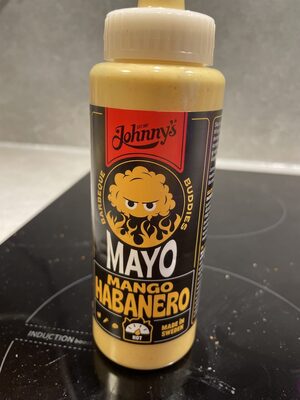 Johnny's
BARBEQUE
BUDDIES
MAYO
MANGO
HABANERO
HOT
MADE IN
SWEDEN
INDUCTION